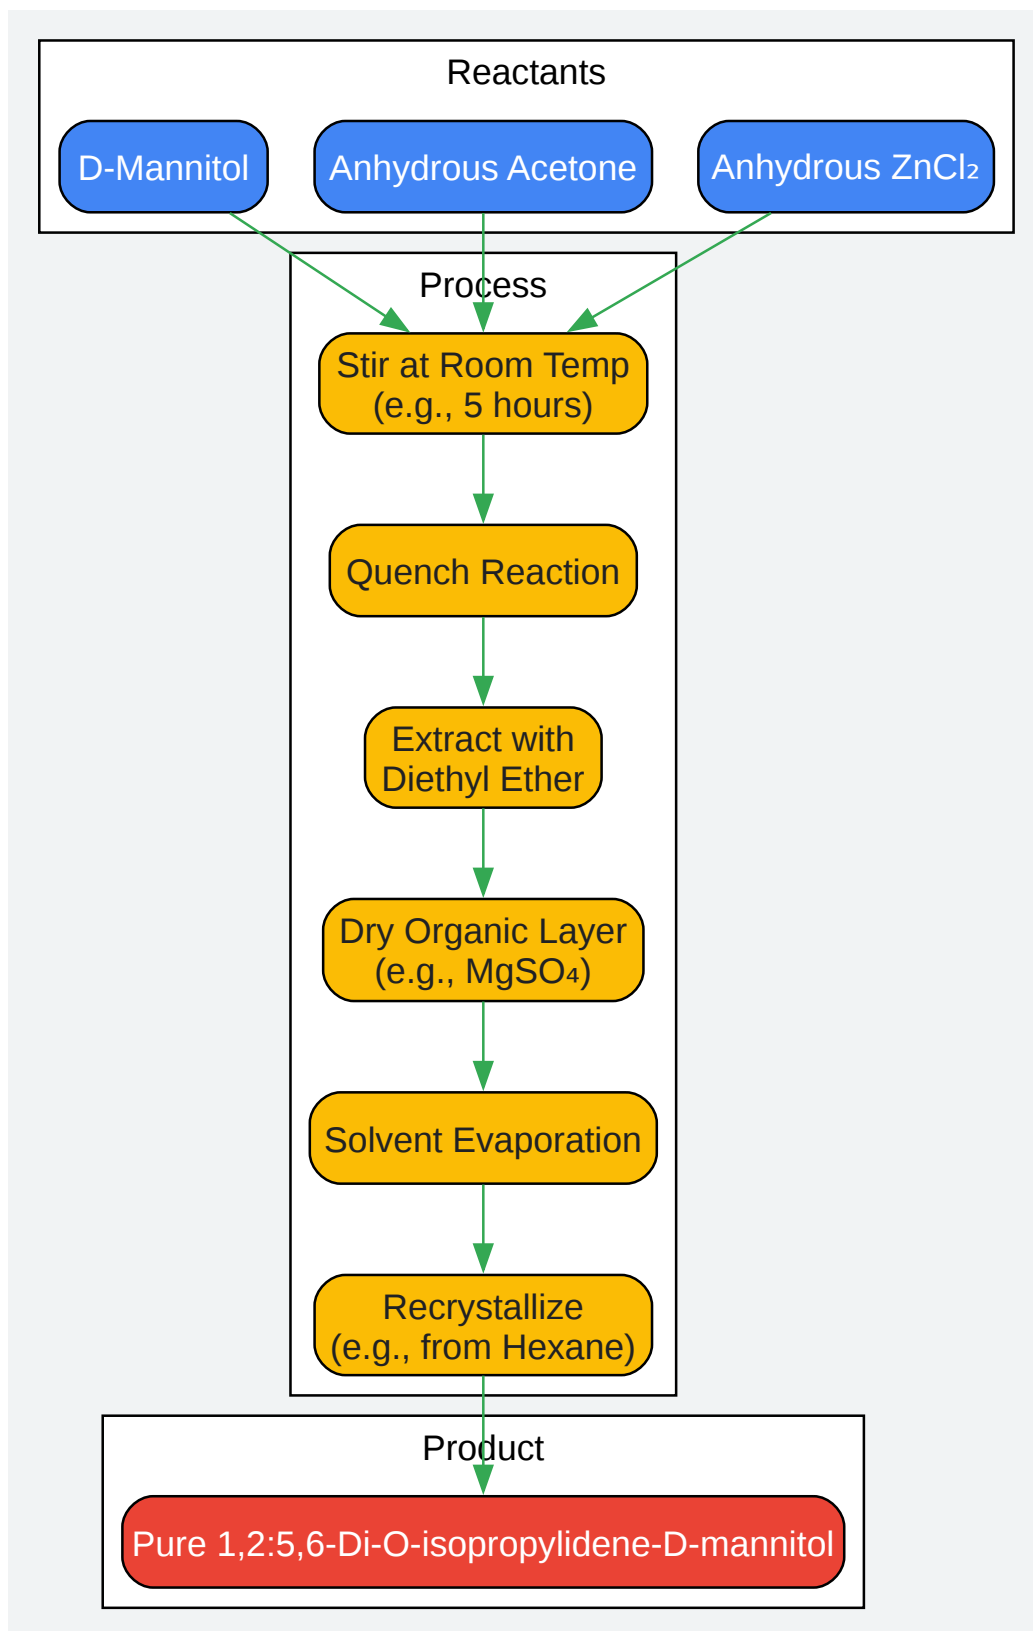 Reactants
D-Mannitol
Anhydrous Acetone
Anhydrous ZnCl₂
Process
Stir at Room Temp
(e.g., 5 hours)
Quench Reaction
Extract with
Diethyl Ether
Dry Organic Layer
(e.g., MgSO₄)
Solvent Evaporation
Recrystallize
(e.g., from Hexane)
Product
Pure 1,2:5,6-Di-O-isopropylidene-D-mannitol